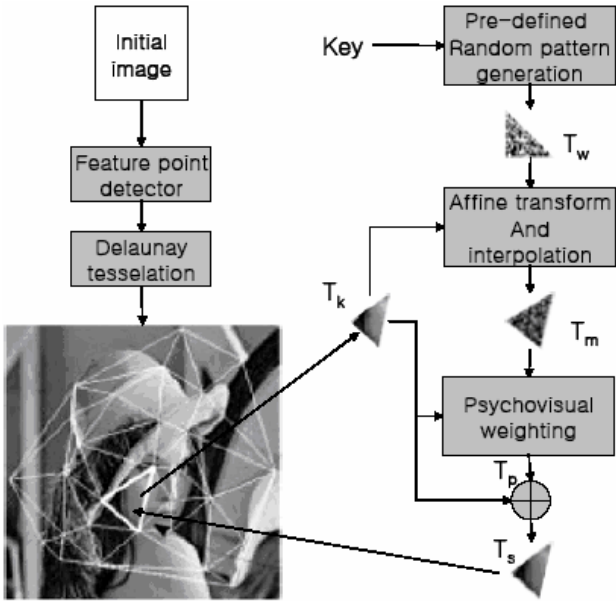 Initial
image
Feature point
detector
Delaunay
tesselation
Key
Pre-defined
Random pattern
generation
T_w
Affine transform
And
interpolation
T_k
T_m
Psychovisual
weighting
T_p
T_s